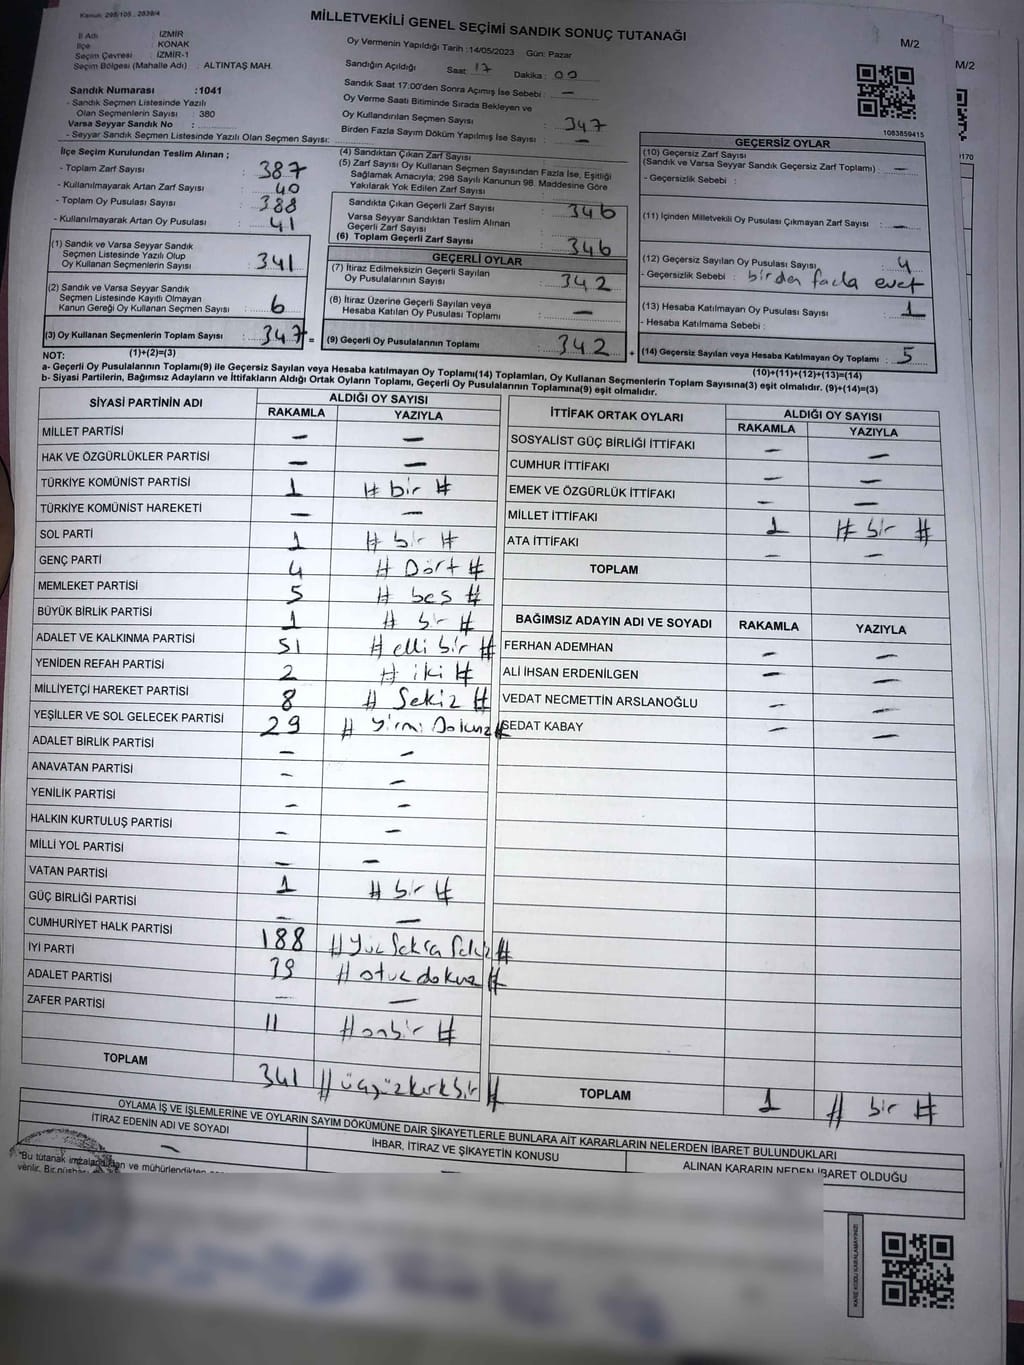 Kanun: 298/105 , 2839/4
MİLLETVEKİLİ GENEL SEÇİMİ SANDIK SONUÇ TUTANAĞI
M/2
M/2
İl Adı : İZMİR
İlçe : KONAK
Seçim Çevresi : İZMİR-1
Seçim Bölgesi (Mahalle Adı) : ALTINTAŞ MAH.
Sandık Numarası :1041
- Sandık Seçmen Listesinde Yazılı
Olan Seçmenlerin Sayısı : 380
Varsa Seyyar Sandık No :
- Seyyar Sandık Seçmen Listesinde Yazılı Olan Seçmen Sayısı:
Oy Vermenin Yapıldığı Tarih :14/05/2023 Gün: Pazar
Sandığın Açıldığı Saat : 17 Dakika : 00
Sandık Saat 17:00'den Sonra Açımış İse Sebebi : –
Oy Verme Saati Bitiminde Sırada Bekleyen ve
Oy Kullandırılan Seçmen Sayısı : 347
Birden Fazla Sayım Döküm Yapılmış İse Sayısı : –
1083859415
İlçe Seçim Kurulundan Teslim Alınan ;
- Toplam Zarf Sayısı : 387
- Kullanılmayarak Artan Zarf Sayısı : 40
- Toplam Oy Pusulası Sayısı : 388
- Kullanılmayarak Artan Oy Pusulası : 41
(1) Sandık ve Varsa Seyyar Sandık
Seçmen Listesinde Yazılı Olup
Oy Kullanan Seçmenlerin Sayısı : 341
(2) Sandık ve Varsa Seyyar Sandık
Seçmen Listesinde Kayıtlı Olmayan
Kanun Gereği Oy Kullanan Seçmen Sayısı : 6
(3) Oy Kullanan Seçmenlerin Toplam Sayısı : 347 =
(4) Sandıktan Çıkan Zarf Sayısı
(5) Zarf Sayısı Oy Kullanan Seçmen Sayısından Fazla İse, Eşitliği
Sağlamak Amacıyla; 298 Sayılı Kanunun 98. Maddesine Göre
Yakılarak Yok Edilen Zarf Sayısı
Sandıkta Çıkan Geçerli Zarf Sayısı : 346
Varsa Seyyar Sandıktan Teslim Alınan
Geçerli Zarf Sayısı :
(6) Toplam Geçerli Zarf Sayısı : 346
GEÇERLİ OYLAR
(7) İtiraz Edilmeksizin Geçerli Sayılan
Oy Pusulalarının Sayısı : 342
(8) İtiraz Üzerine Geçerli Sayılan veya
Hesaba Katılan Oy Pusulası Toplamı : –
(9) Geçerli Oy Pusulalarının Toplamı : 342 +
GEÇERSİZ OYLAR
(10) Geçersiz Zarf Sayısı
(Sandık ve Varsa Seyyar Sandık Geçersiz Zarf Toplamı) : –
- Geçersizlik Sebebi :
(11) İçinden Milletvekili Oy Pusulası Çıkmayan Zarf Sayısı : –
(12) Geçersiz Sayılan Oy Pusulası Sayısı : 4
- Geçersizlik Sebebi : birden fazla evet
(13) Hesaba Katılmayan Oy Pusulası Sayısı : 1
- Hesaba Katılmama Sebebi :
(14) Geçersiz Sayılan veya Hesaba Katılmayan Oy Toplamı : 5
NOT: (1)+(2)=(3) (10)+(11)+(12)+(13)=(14)
a- Geçerli Oy Pusulalarının Toplamı(9) ile Geçersiz veya Hesaba katılmayan Oy Toplamı(14) Toplamları, Oy Kullanan Seçmenlerin Toplam Sayısına(3) eşit olmalıdır. (9)+(14)=(3)
b- Siyasi Partilerin, Bağımsız Adayların ve İttifakların Aldığı Ortak Oyların Toplamı, Geçerli Oy Pusulalarının Toplamına(9) eşit olmalıdır.
SİYASİ PARTİNİN ADI ALDIĞI OY SAYISI
RAKAMLA YAZIYLA
MİLLET PARTİSİ – –
HAK VE ÖZGÜRLÜKLER PARTİSİ – –
TÜRKİYE KOMÜNİST PARTİSİ 1 # bir #
TÜRKİYE KOMÜNİST HAREKETİ – –
SOL PARTİ 1 # bir #
GENÇ PARTİ 4 # Dört #
MEMLEKET PARTİSİ 5 # beş #
BÜYÜK BİRLİK PARTİSİ 1 # bir #
ADALET VE KALKINMA PARTİSİ 51 # elli bir #
YENİDEN REFAH PARTİSİ 2 # iki #
MİLLİYETÇİ HAREKET PARTİSİ 8 # Sekiz #
YEŞİLLER VE SOL GELECEK PARTİSİ 29 # Yirmi Dokuz #
ADALET BİRLİK PARTİSİ – –
ANAVATAN PARTİSİ – –
YENİLİK PARTİSİ – –
HALKIN KURTULUŞ PARTİSİ – –
MİLLİ YOL PARTİSİ – –
VATAN PARTİSİ 1 # bir #
GÜÇ BİRLİĞİ PARTİSİ – –
CUMHURİYET HALK PARTİSİ 188 # Yüz Seksen Sekiz #
İYİ PARTİ 39 # otuz dokuz #
ADALET PARTİSİ – –
ZAFER PARTİSİ 11 # onbir #
TOPLAM 341 # üçyüzkırkbir #
İTTİFAK ORTAK OYLARI ALDIĞI OY SAYISI
RAKAMLA YAZIYLA
SOSYALİST GÜÇ BİRLİĞİ İTTİFAKI – –
CUMHUR İTTİFAKI – –
EMEK VE ÖZGÜRLÜK İTTİFAKI – –
MİLLET İTTİFAKI 1 # bir #
ATA İTTİFAKI – –
TOPLAM
BAĞIMSIZ ADAYIN ADI VE SOYADI RAKAMLA YAZIYLA
FERHAN ADEMHAN – –
ALİ İHSAN ERDENİLGEN – –
VEDAT NECMETTİN ARSLANOĞLU – –
SEDAT KABAY – –
TOPLAM 1 # bir #
OYLAMA İŞ VE İŞLEMLERİNE VE OYLARIN SAYIM DÖKÜMÜNE DAİR ŞİKAYETLERLE BUNLARA AİT KARARLARIN NELERDEN İBARET BULUNDUKLARI
İTİRAZ EDENİN ADI VE SOYADI İHBAR, İTİRAZ VE ŞİKAYETİN KONUSU ALINAN KARARIN NEDEN İBARET OLDUĞU
– –
"Bu tutanak imzalandıktan ve mühürlendikten
verilir. Bir nüshası
KARE KODU KARALAMAYINIZ!